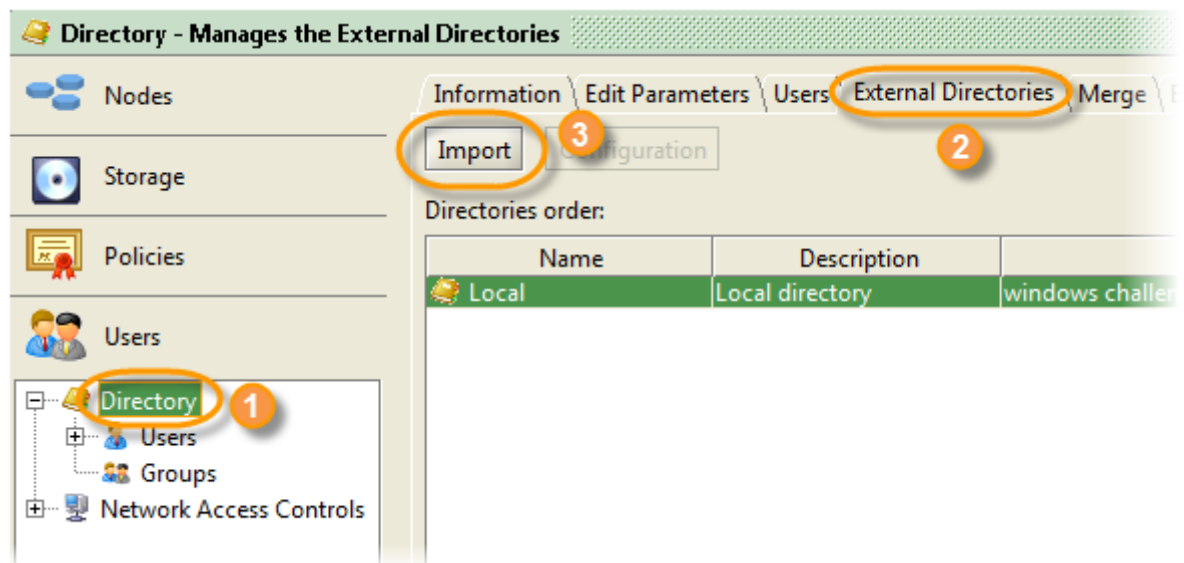 Directory - Manages the External Directories
Nodes
Storage
Policies
Users
Directory 1
Users
Groups
Network Access Controls
Information Edit Parameters Users External Directories Merge
Import 3 Configuration 2
Directories order:
Name Description
Local Local directory windows